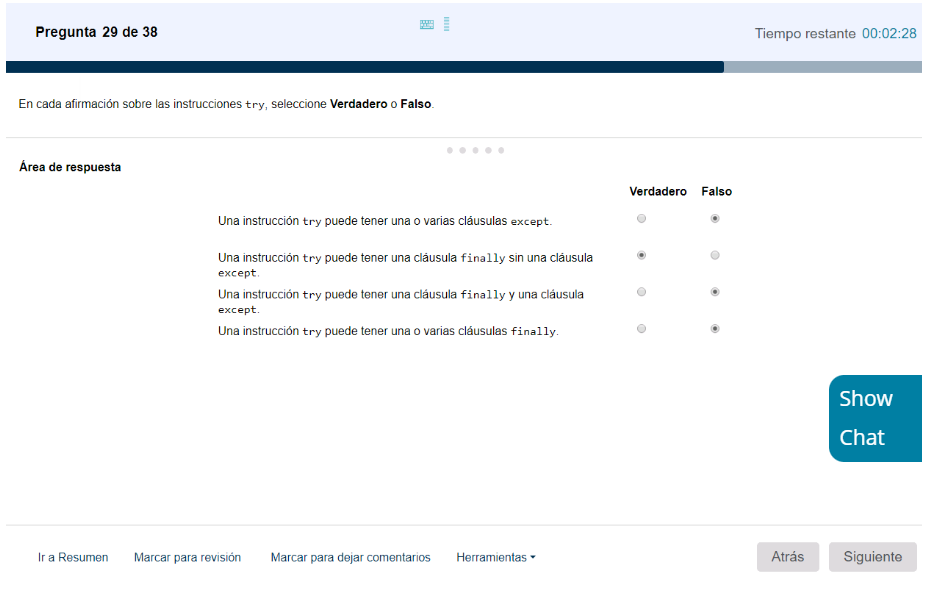 Pregunta 29 de 38
Tiempo restante 00:02:28
En cada afirmación sobre las instrucciones try, seleccione Verdadero o Falso.
Área de respuesta
Verdadero Falso
Una instrucción try puede tener una o varias cláusulas except.
Una instrucción try puede tener una cláusula finally sin una cláusula
except.
Una instrucción try puede tener una cláusula finally y una cláusula
except.
Una instrucción try puede tener una o varias cláusulas finally.
Show
Chat
Ir a Resumen Marcar para revisión Marcar para dejar comentarios Herramientas Atrás Siguiente